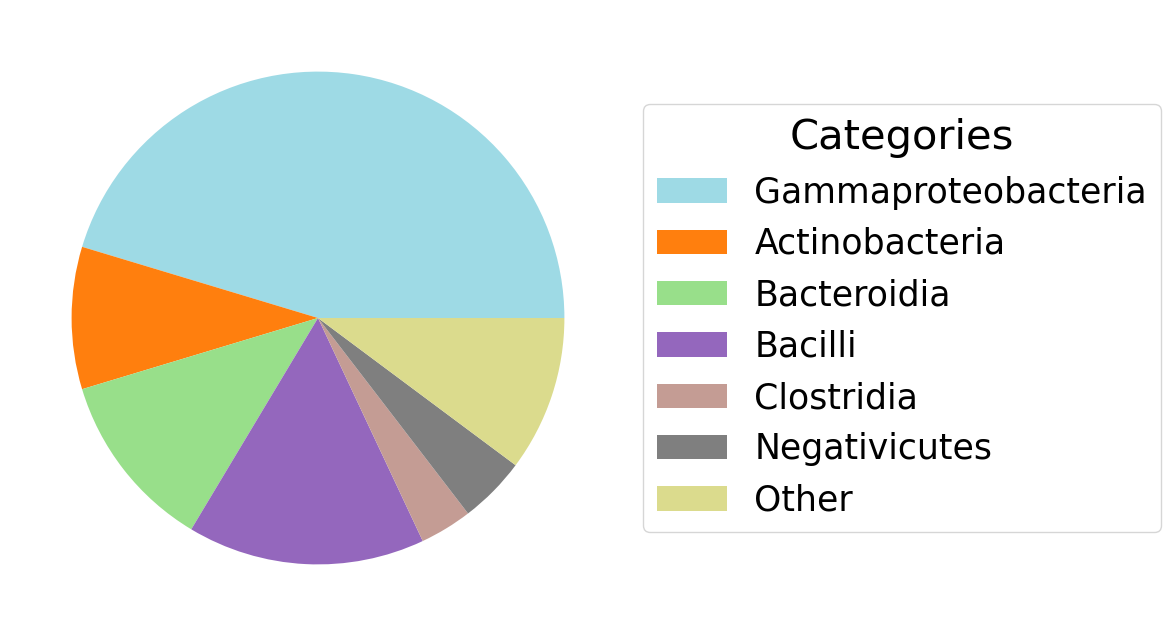 Categories
Gammaproteobacteria
Actinobacteria
Bacteroidia
Bacilli
Clostridia
Negativicutes
Other